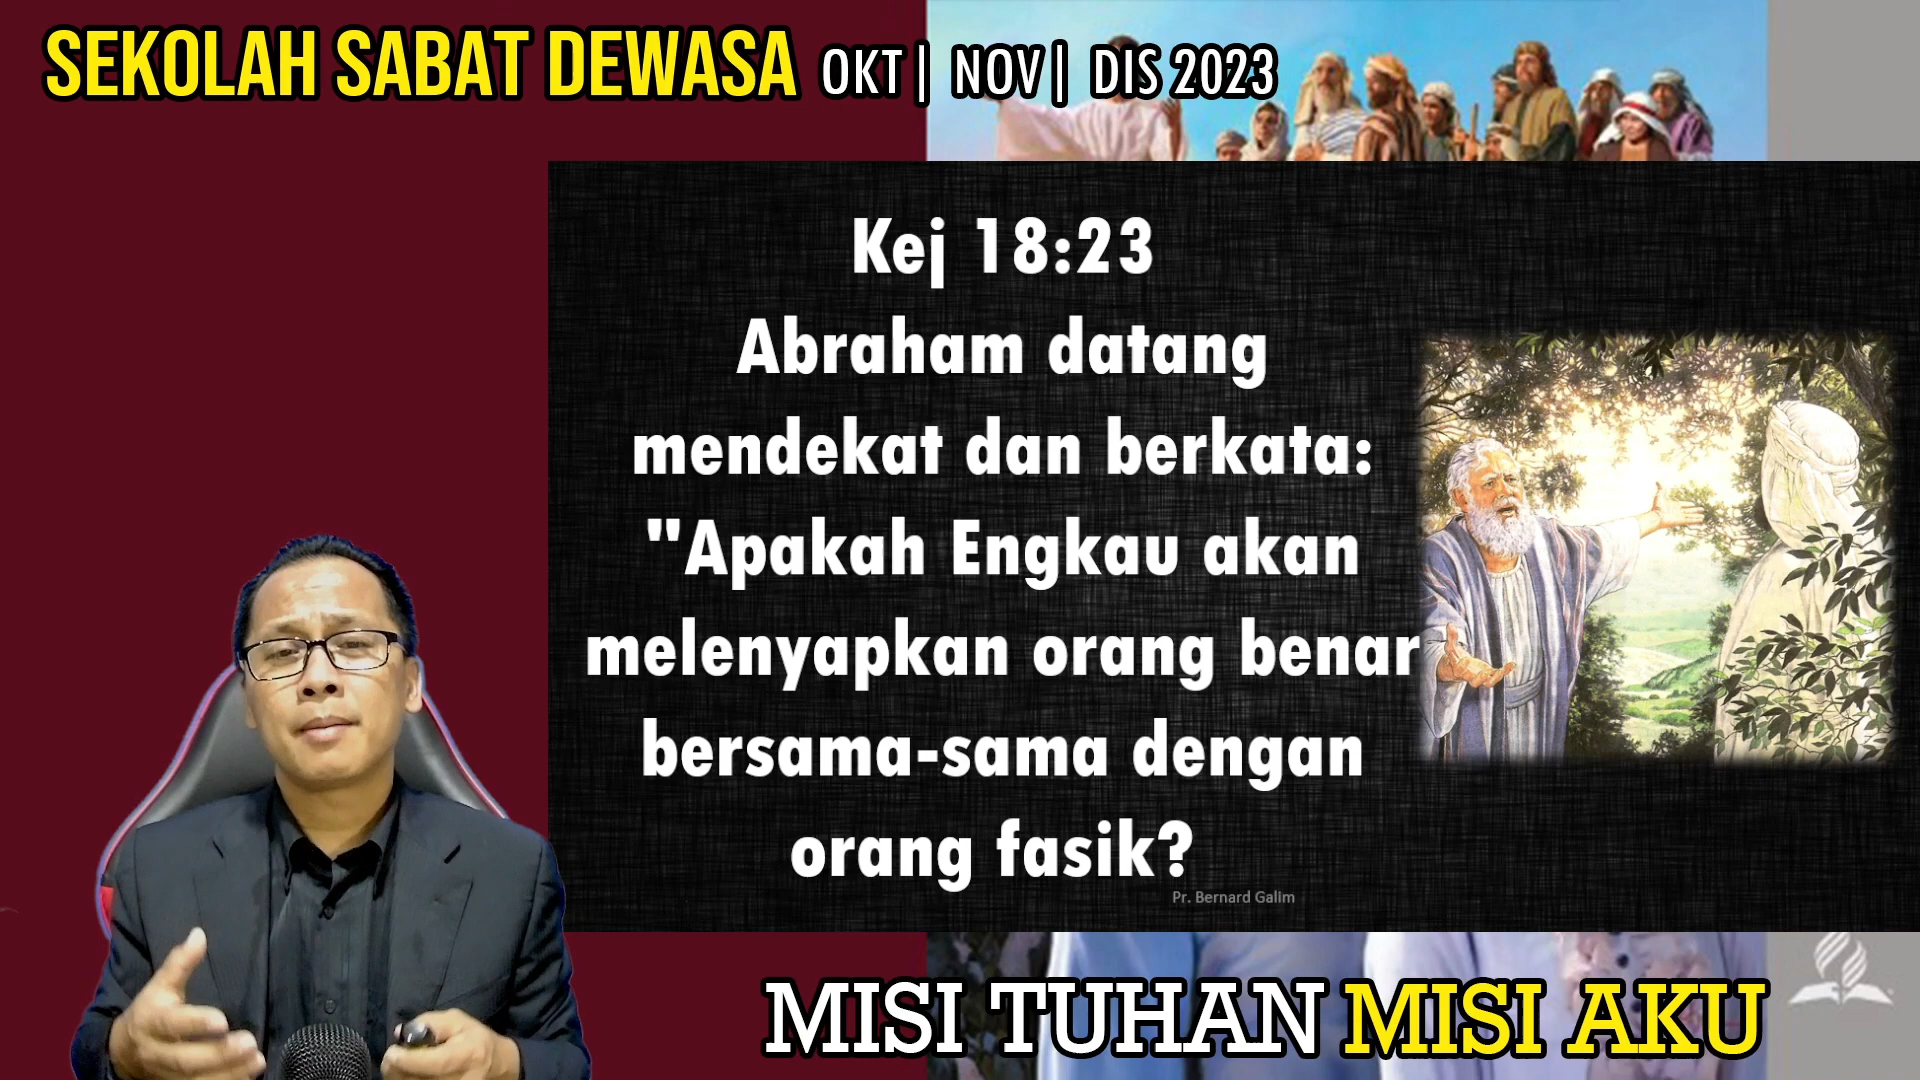 SEKOLAH SABAT DEWASA OKT | NOV | DIS 2023
Kej 18:23
Abraham datang
mendekat dan berkata:
"Apakah Engkau akan
melenyapkan orang benar
bersama-sama dengan
orang fasik?
Pr. Bernard Galim
MISI TUHAN MISI AKU